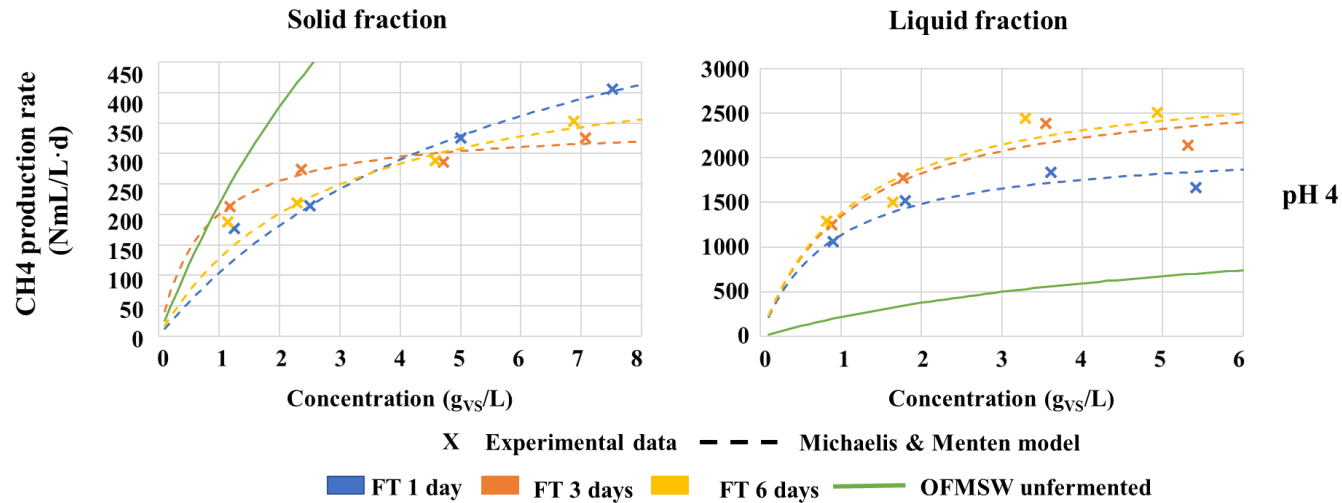 Solid fraction
Liquid fraction
CH4 production rate
(NmL/L·d)
450
400
350
300
250
200
150
100
50
0
0 1 2 3 4 5 6 7 8
Concentration (gVS/L)
3000
2500
2000
1500
1000
500
0
0 1 2 3 4 5 6
Concentration (gVS/L)
pH 4
X Experimental data Michaelis & Menten model
FT 1 day FT 3 days FT 6 days OFMSW unfermented